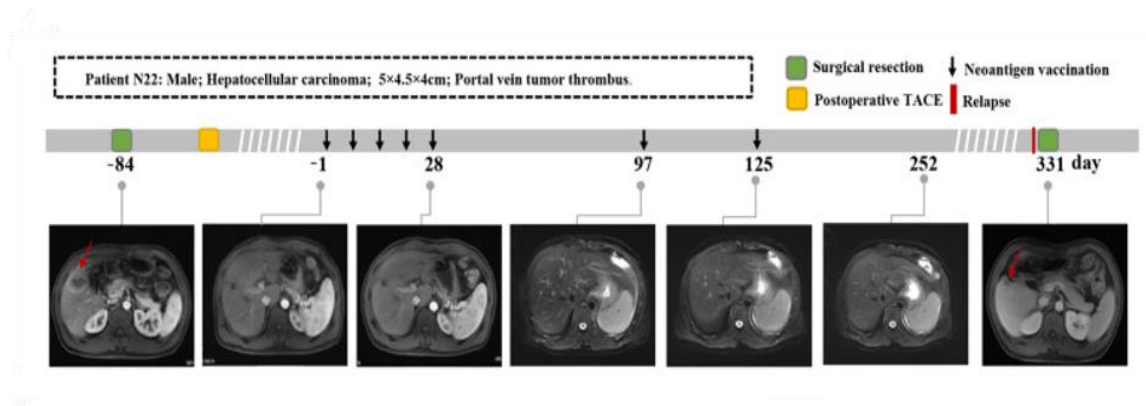 Patient N22: Male; Hepatocellular carcinoma; 5×4.5×4cm; Portal vein tumor thrombus.
Surgical resection
Neoantigen vaccination
Postoperative TACE
Relapse
-84
-1
28
97
125
252
331 day